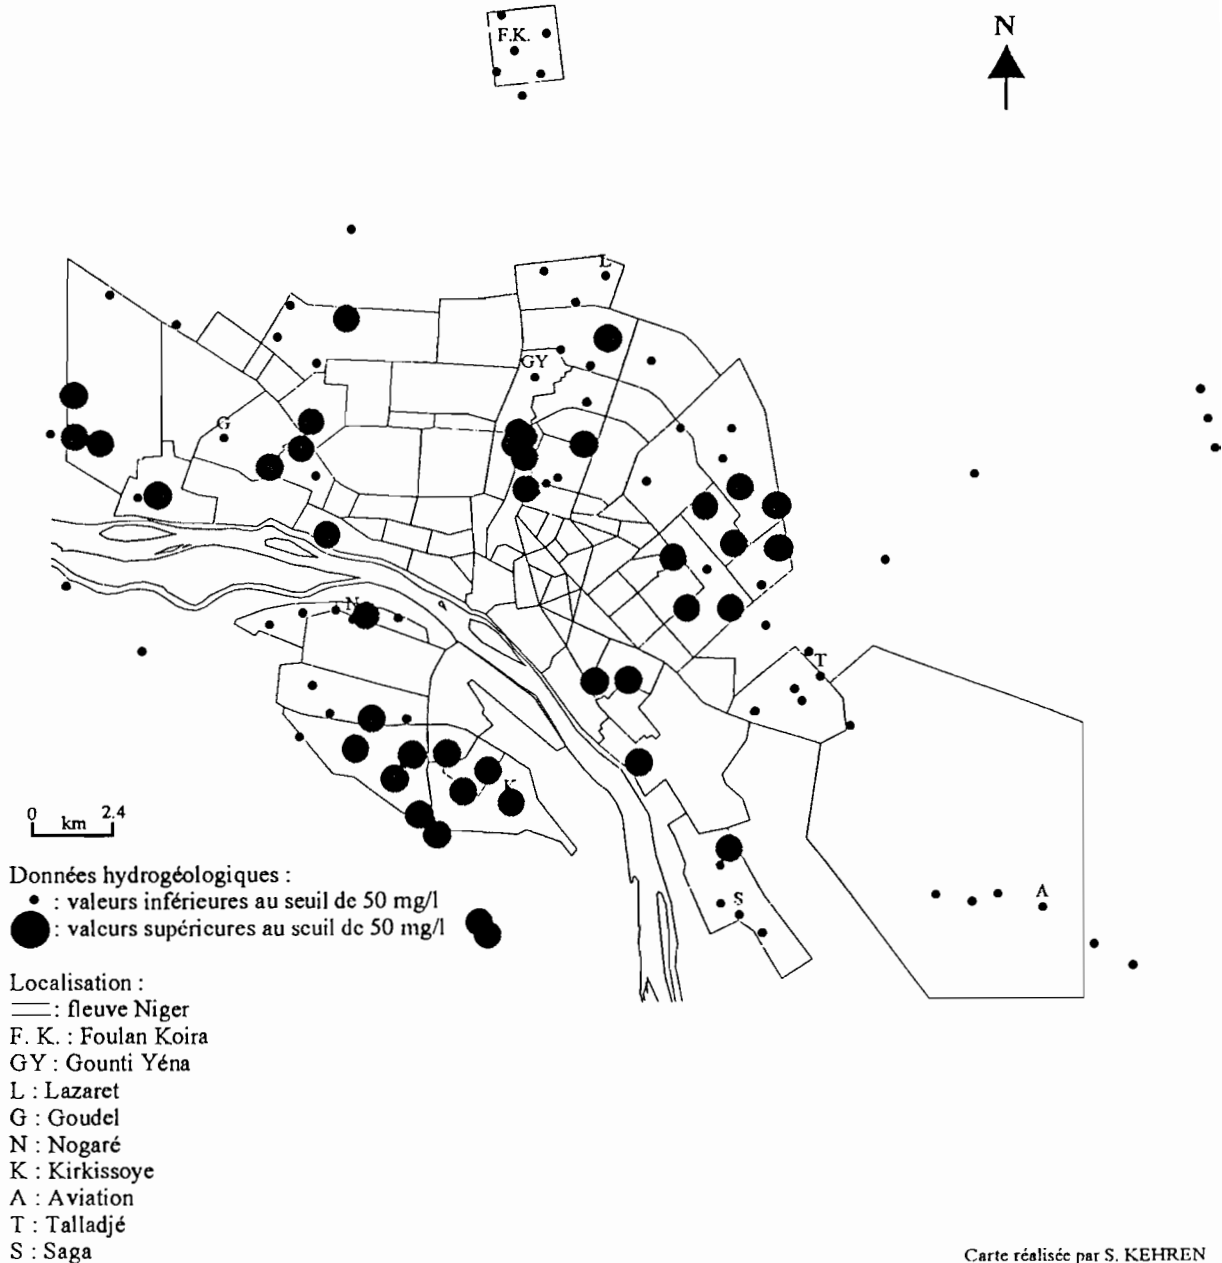 F.K.
N
L
GY
G
N
T
K
0 km 2.4
A
S
Données hydrogéologiques :
: valeurs inférieures au seuil de 50 mg/l
: valeurs supéricures au scuil dc 50 mg/l
Localisation :
: fleuve Niger
F. K. : Foulan Koira
GY : Gounti Yéna
L : Lazaret
G : Goudel
N : Nogaré
K : Kirkissoye
A : Aviation
T : Talladjé
S : Saga
Carte réalisée par S. KEHREN